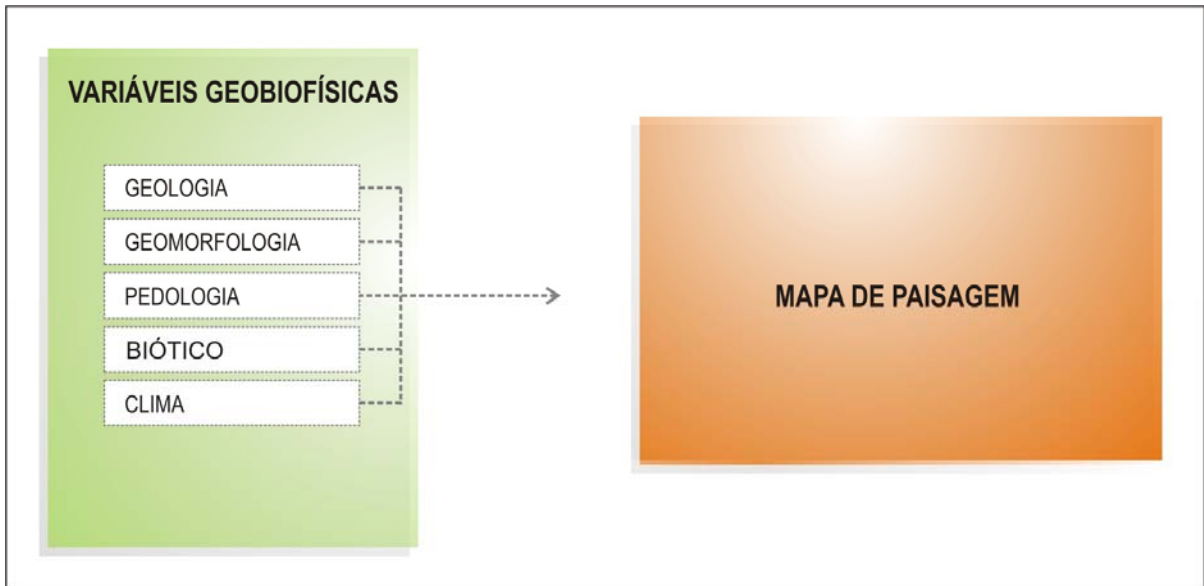 VARIÁVEIS GEOBIOFÍSICAS
GEOLOGIA
GEOMORFOLOGIA
PEDOLOGIA
BIÓTICO
CLIMA
MAPA DE PAISAGEM